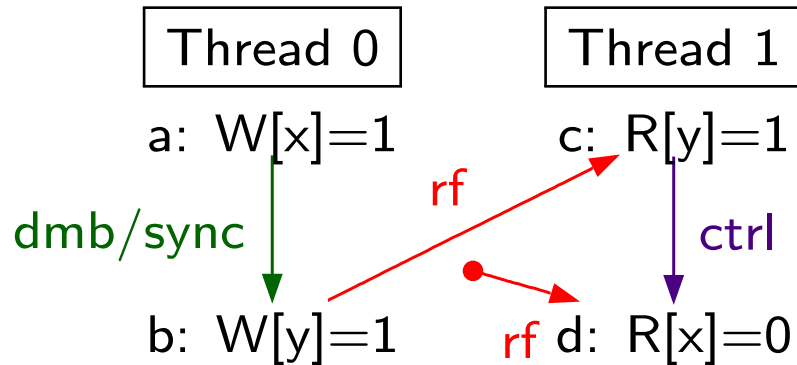 Thread 0 Thread 1
a: W[x]=1 c: R[y]=1
rf
dmb/sync ctrl
b: W[y]=1 rf d: R[x]=0